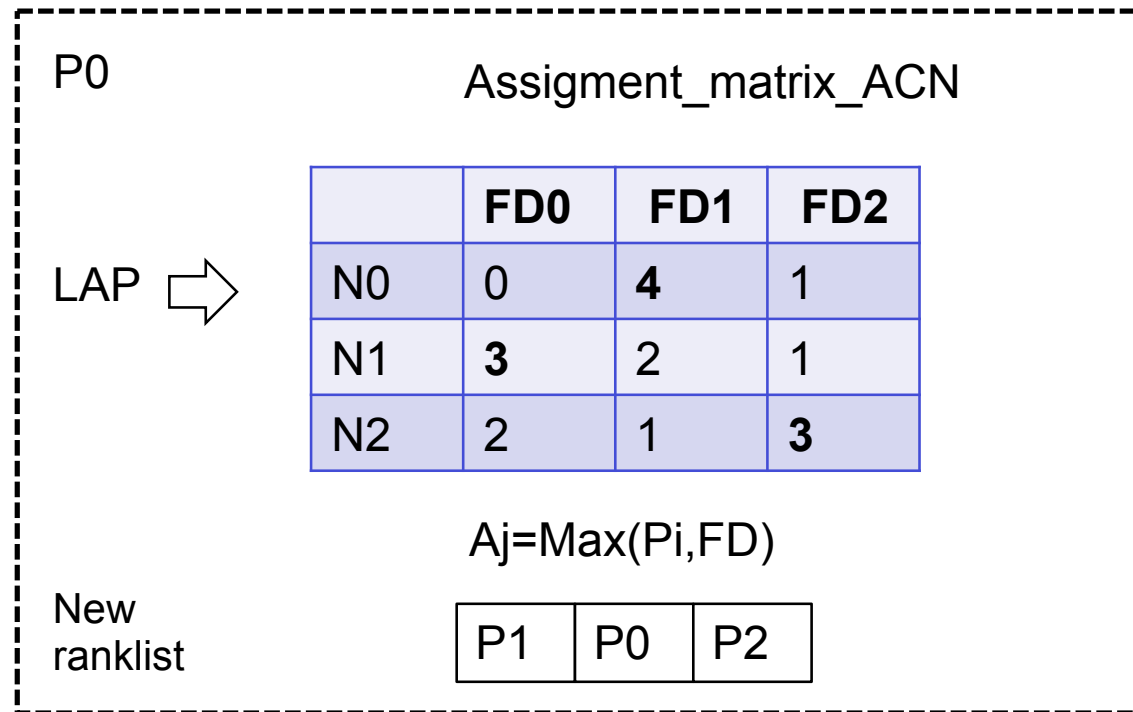 P0
Assigment_matrix_ACN
FD0 FD1 FD2
LAP
N0 0 4 1
N1 3 2 1
N2 2 1 3
Aj=Max(Pi,FD)
New
ranklist
P1 P0 P2